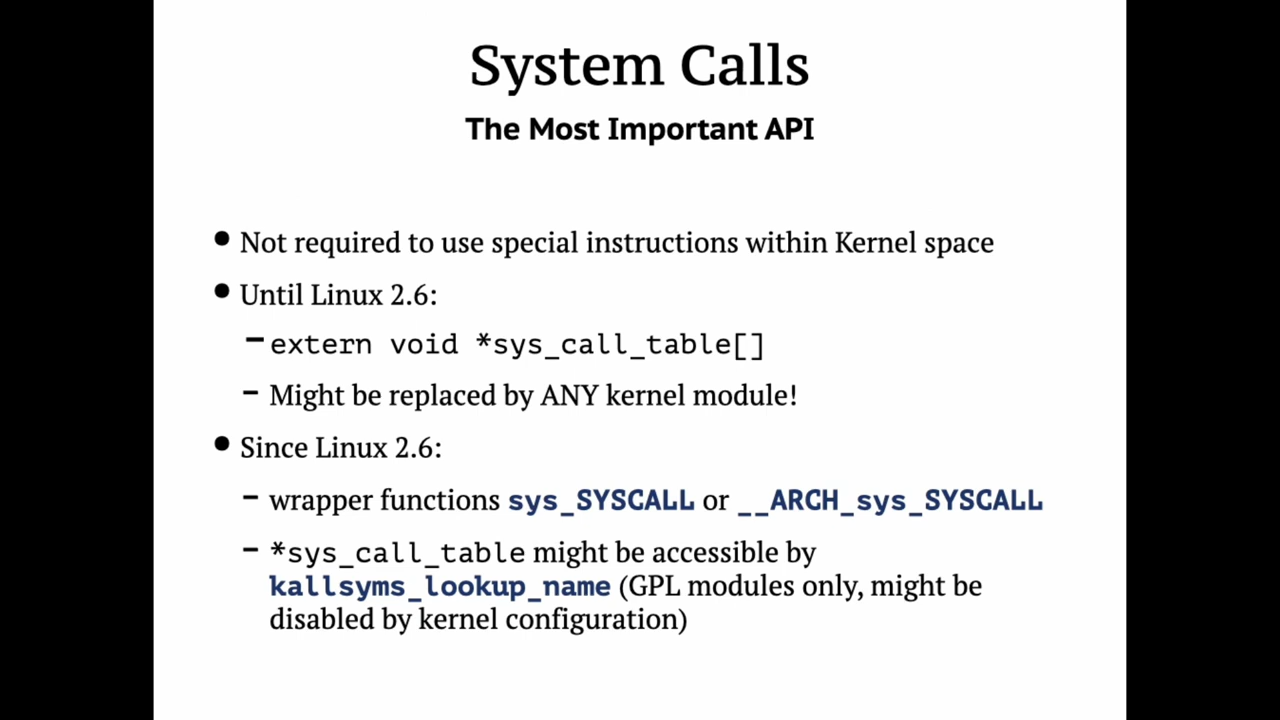 System Calls
The Most Important API
• Not required to use special instructions within Kernel space
• Until Linux 2.6:
– extern void *sys_call_table[]
– Might be replaced by ANY kernel module!
• Since Linux 2.6:
– wrapper functions sys_SYSCALL or __ARCH_sys_SYSCALL
– *sys_call_table might be accessible by
kallsyms_lookup_name (GPL modules only, might be
disabled by kernel configuration)